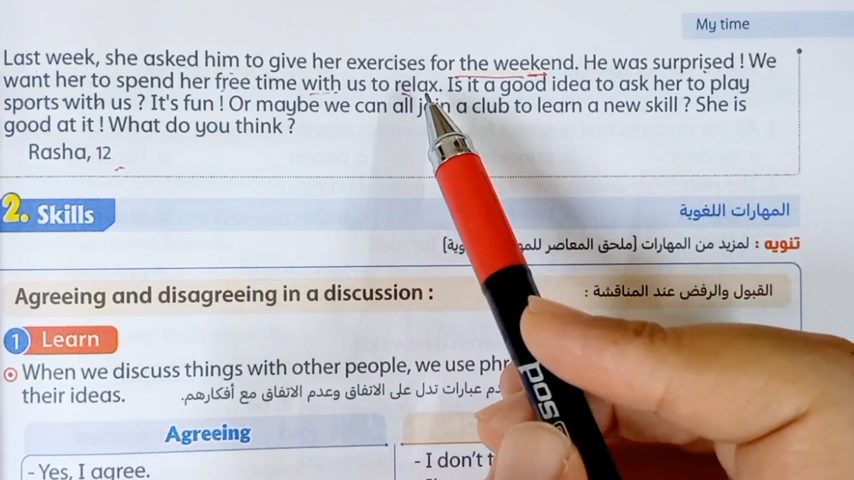 My time
Last week, she asked him to give her exercises for the weekend. He was surprised ! We
want her to spend her free time with us to relax. Is it a good idea to ask her to play
sports with us ? It's fun ! Or maybe we can all join a club to learn a new skill ? She is
good at it ! What do you think ?
Rasha, 12
2. Skills
المهارات اللغوية
تنويه : لمزيد من المهارات [ملحق المعاصر
Agreeing and disagreeing in a discussion :
القبول والرفض عند المناقشة :
1 Learn
When we discuss things with other people, we use
their ideas.
عبارات تدل على الاتفاق وعدم الاتفاق مع أفكارهم.
Agreeing
- Yes, I agree.
- I don't
pos